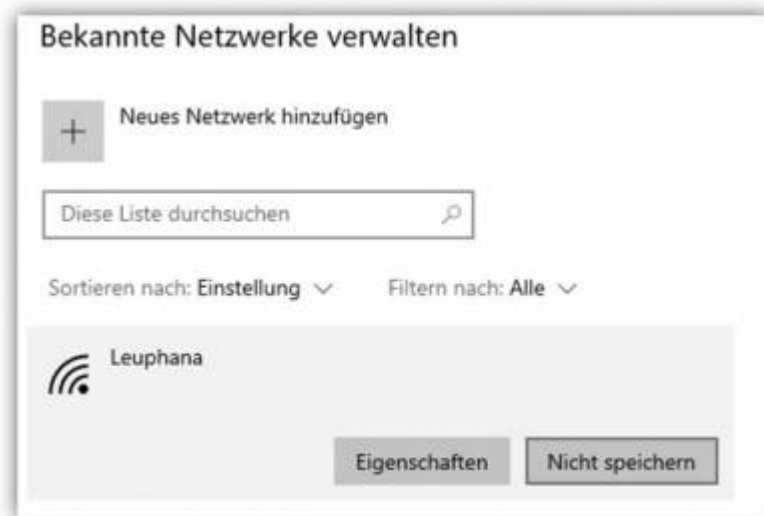 Bekannte Netzwerke verwalten
Neues Netzwerk hinzufügen
Diese Liste durchsuchen
Sortieren nach: Einstellung Filtern nach: Alle
Leuphana
Eigenschaften Nicht speichern